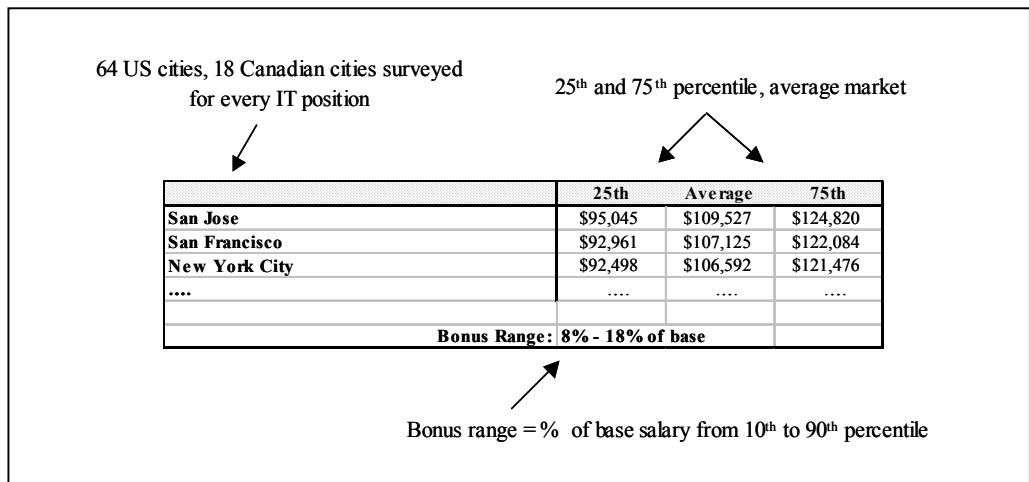 64 US cities, 18 Canadian cities surveyed
for every IT position
25th and 75th percentile, average market
25th Average 75th
San Jose $95,045 $109,527 $124,820
San Francisco $92,961 $107,125 $122,084
New York City $92,498 $106,592 $121,476
.... .... .... ....
Bonus Range: 8% - 18% of base
Bonus range = % of base salary from 10th to 90th percentile